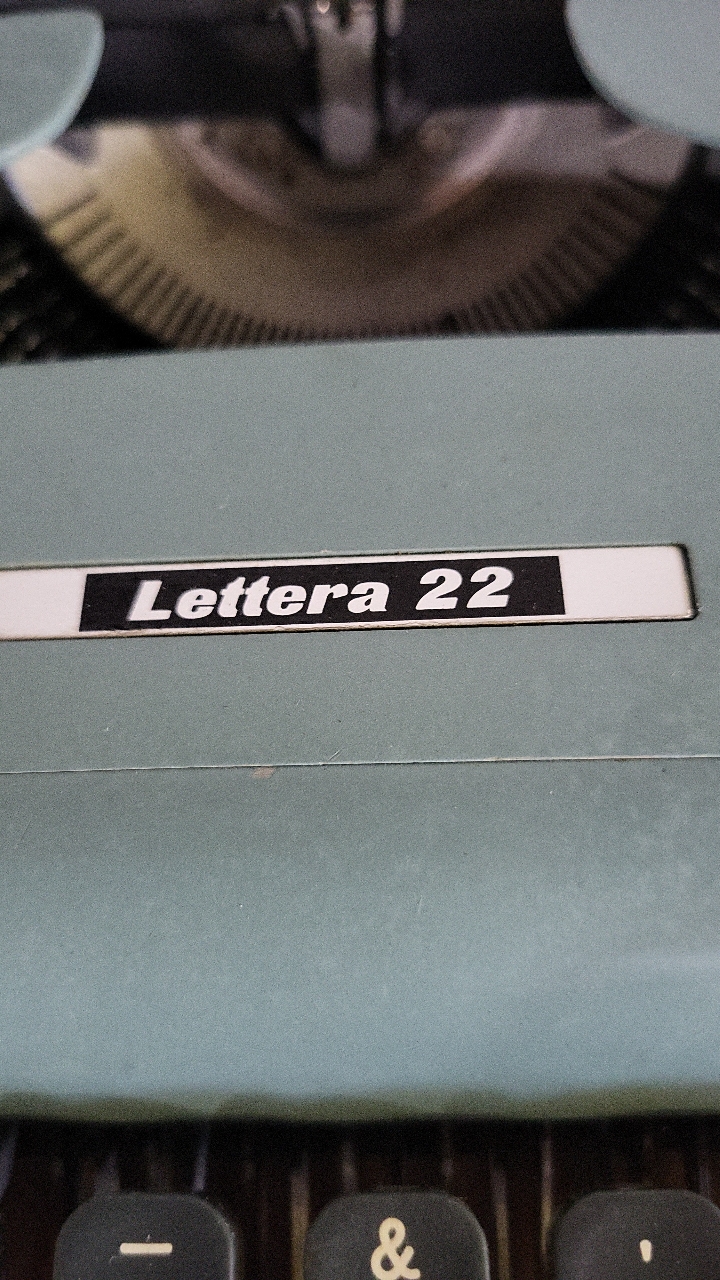 Lettera 22
- & '